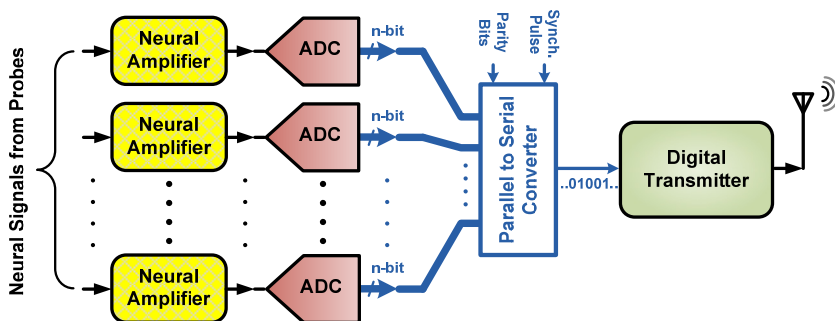 Neural Signals from Probes
Neural
Amplifier
ADC
n-bit
Neural
Amplifier
ADC
n-bit
Neural
Amplifier
ADC
n-bit
Parity
Bits
Synch.
Pulse
Parallel to Serial
Converter
..01001..
Digital
Transmitter